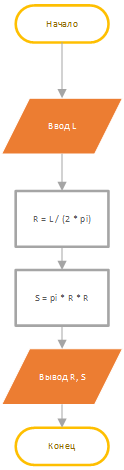 Начало
Ввод L
R = L / (2 * pi)
S = pi * R * R
Вывод R, S
Конец